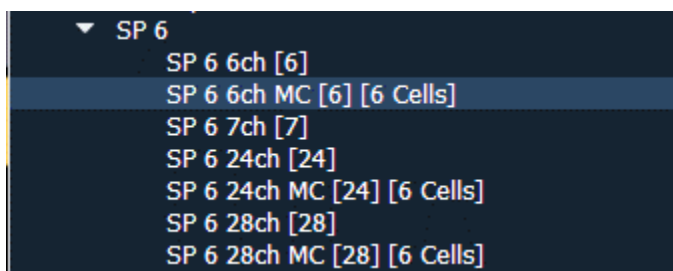 SP 6
SP 6 6ch [6]
SP 6 6ch MC [6] [6 Cells]
SP 6 7ch [7]
SP 6 24ch [24]
SP 6 24ch MC [24] [6 Cells]
SP 6 28ch [28]
SP 6 28ch MC [28] [6 Cells]